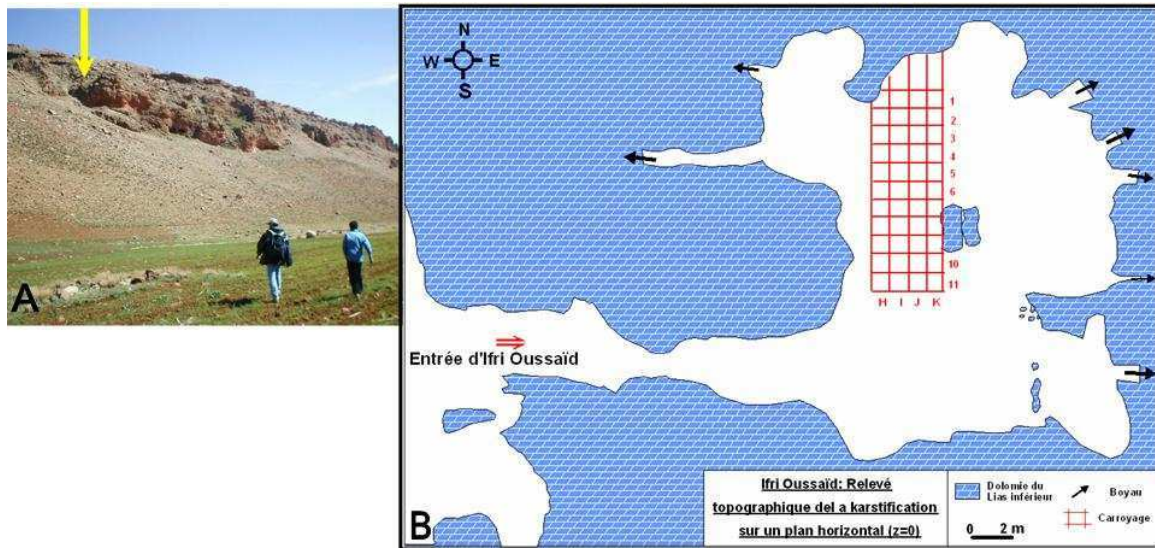 A
N
W E
S
1
2
3
4
5
6
10
11
H I J K
Entrée d'Ifri Oussaïd
B
Ifri Oussaïd: Relevé
topographique del a karstification
sur un plan horizontal (z=0)
Dolomie du
Lias inférieur
Boyau
Carroyage
0 2 m